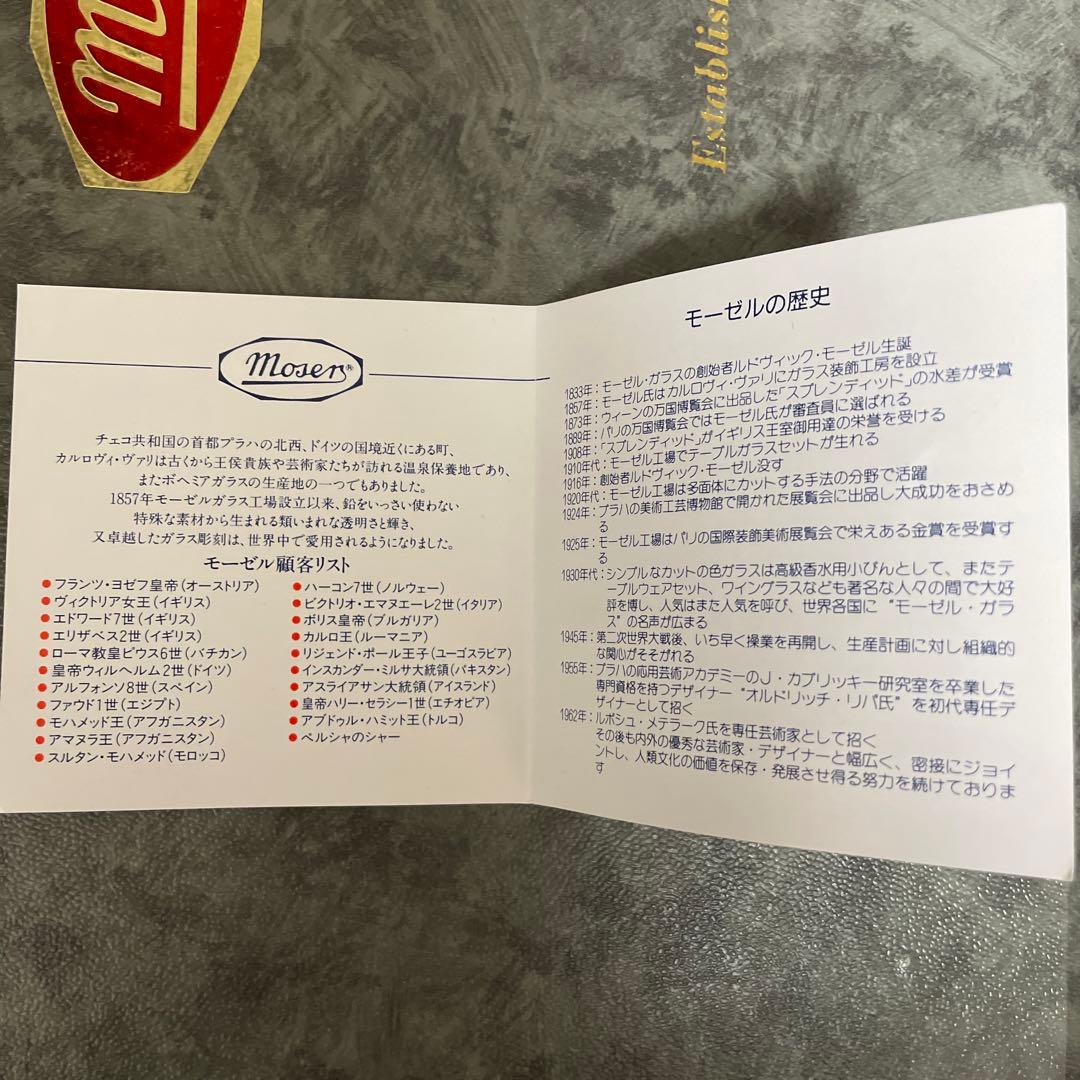 m
Establis
moser®
チェコ共和国の首都プラハの北西、ドイツの国境近くにある町、
カルロヴィ・ヴァリは古くから王侯貴族や芸術家たちが訪れる温泉保養地であり、
またボヘミアガラスの生産地の一つでもありました。
1857年モーゼルガラス工場設立以来、鉛をいっさい使わない
特殊な素材から生まれる類いまれな透明さと輝き、
又卓越したガラス彫刻は、世界中で愛用されるようになりました。
モーゼル顧客リスト
●フランツ・ヨゼフ皇帝(オーストリア)
●ヴィクトリア女王(イギリス)
●エドワード7世(イギリス)
●エリザベス2世(イギリス)
●ローマ教皇ピウス6世(バチカン)
●皇帝ウィルヘルム2世(ドイツ)
●アルフォンソ8世(スペイン)
●ファウド1世(エジプト)
●モハメッド王(アフガニスタン)
●アマヌラ王(アフガニスタン)
●スルタン・モハメッド(モロッコ)
●ハーコン7世(ノルウェー)
●ビクトリオ・エマヌエーレ2世(イタリア)
●ボリス皇帝(ブルガリア)
●カルロ王(ルーマニア)
●リジェンド・ポール王子(ユーゴスラビア)
●インスカンダー・ミルサ大統領(パキスタン)
●アスライアサン大統領(アイスランド)
●皇帝ハリー・セラシー1世(エチオピア)
●アブドゥル・ハミット王(トルコ)
●ペルシャのシャー
モーゼルの歴史
1833年:モーゼル・ガラスの創始者ルドヴィック・モーゼル生誕
1857年:モーゼル氏はカルロヴィ・ヴァリにガラス装飾工房を設立
1873年:ウィーンの万国博覧会に出品した「スプレンディッド」の水差が受賞
1889年:パリの万国博覧会ではモーゼル氏が審査員に選ばれる
1908年:「スプレンディッド」がイギリス王室御用達の栄誉を受ける
1910年代:モーゼル工場でテーブルガラスセットが生れる
1916年:創始者ルドヴィック・モーゼル没す
1920年代:モーゼル工場は多面体にカットする手法の分野で活躍
1924年:プラハの美術工芸博物館で開かれた展覧会に出品し大成功をおさめ
る
1925年:モーゼル工場はパリの国際装飾美術展覧会で栄えある金賞を受賞す
る
1930年代:シンプルなカットの色ガラスは高級香水用小びんとして、またテ
ーブルウェアセット、ワイングラスなども著名な人々の間で大好
評を博し、人気はまた人気を呼び、世界各国に“モーゼル・ガラ
ス”の名声が広まる
1945年:第二次世界大戦後、いち早く操業を再開し、生産計画に対し組織的
な関心がそそがれる
1955年:プラハの応用芸術アカデミーのJ・カブリッキー研究室を卒業した
専門資格を持つデザイナー“オルドリッチ・リパ氏”を初代専任デ
ザイナーとして招く
1962年:ルボシュ・メテラーク氏を専任芸術家として招く
その後も内外の優秀な芸術家・デザイナーと幅広く、密接にジョイ
ントし、人類文化の価値を保存・発展させ得る努力を続けておりま
す